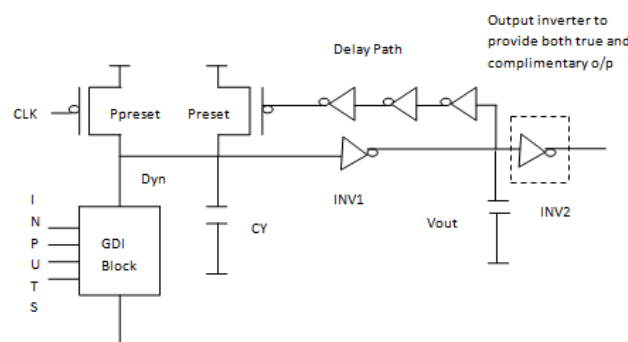 Output inverter to
provide both true and
complimentary o/p
Delay Path
CLK
Ppreset
Preset
Dyn
I
N
P
U
T
S
GDI
Block
CY
INV1
Vout
INV2